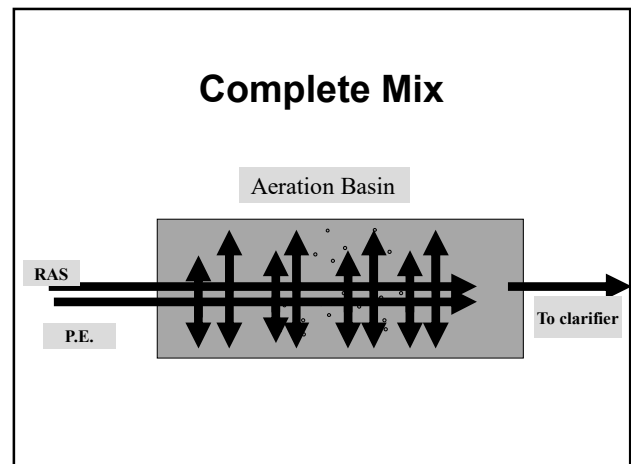 Complete Mix
Aeration Basin
RAS
P.E.
To clarifier